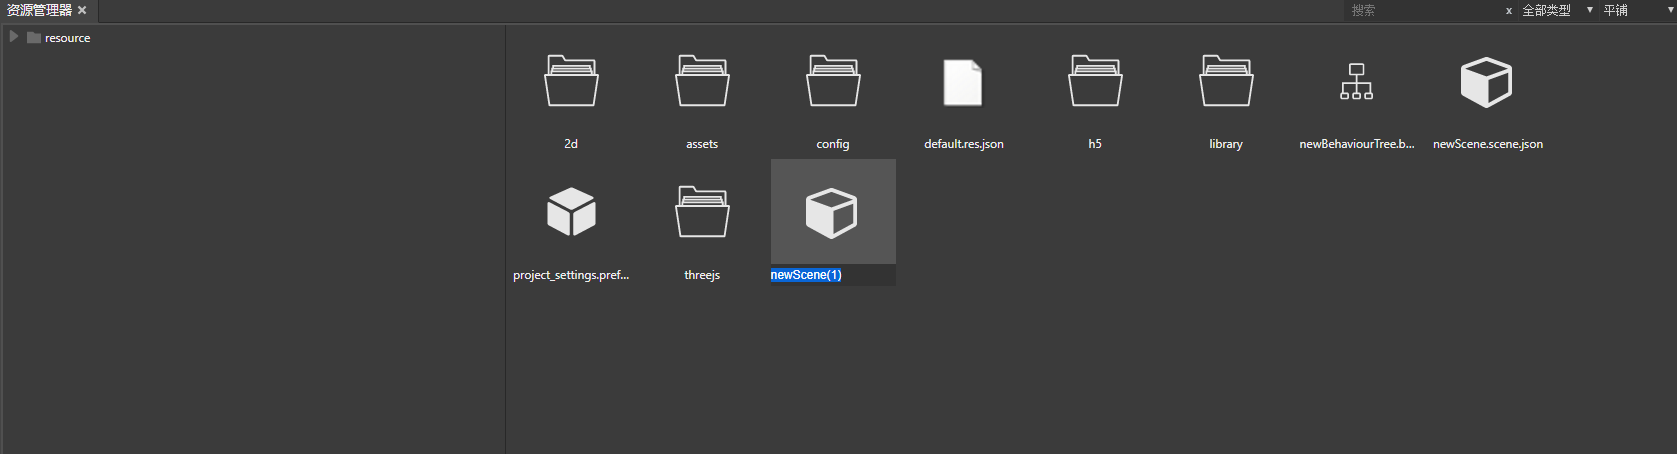 资源管理器 x
搜索 x 全部类型 平铺
resource
2d assets config default.res.json h5 library newBehaviourTree.b... newScene.scene.json
project_settings.pref... threejs newScene(1)